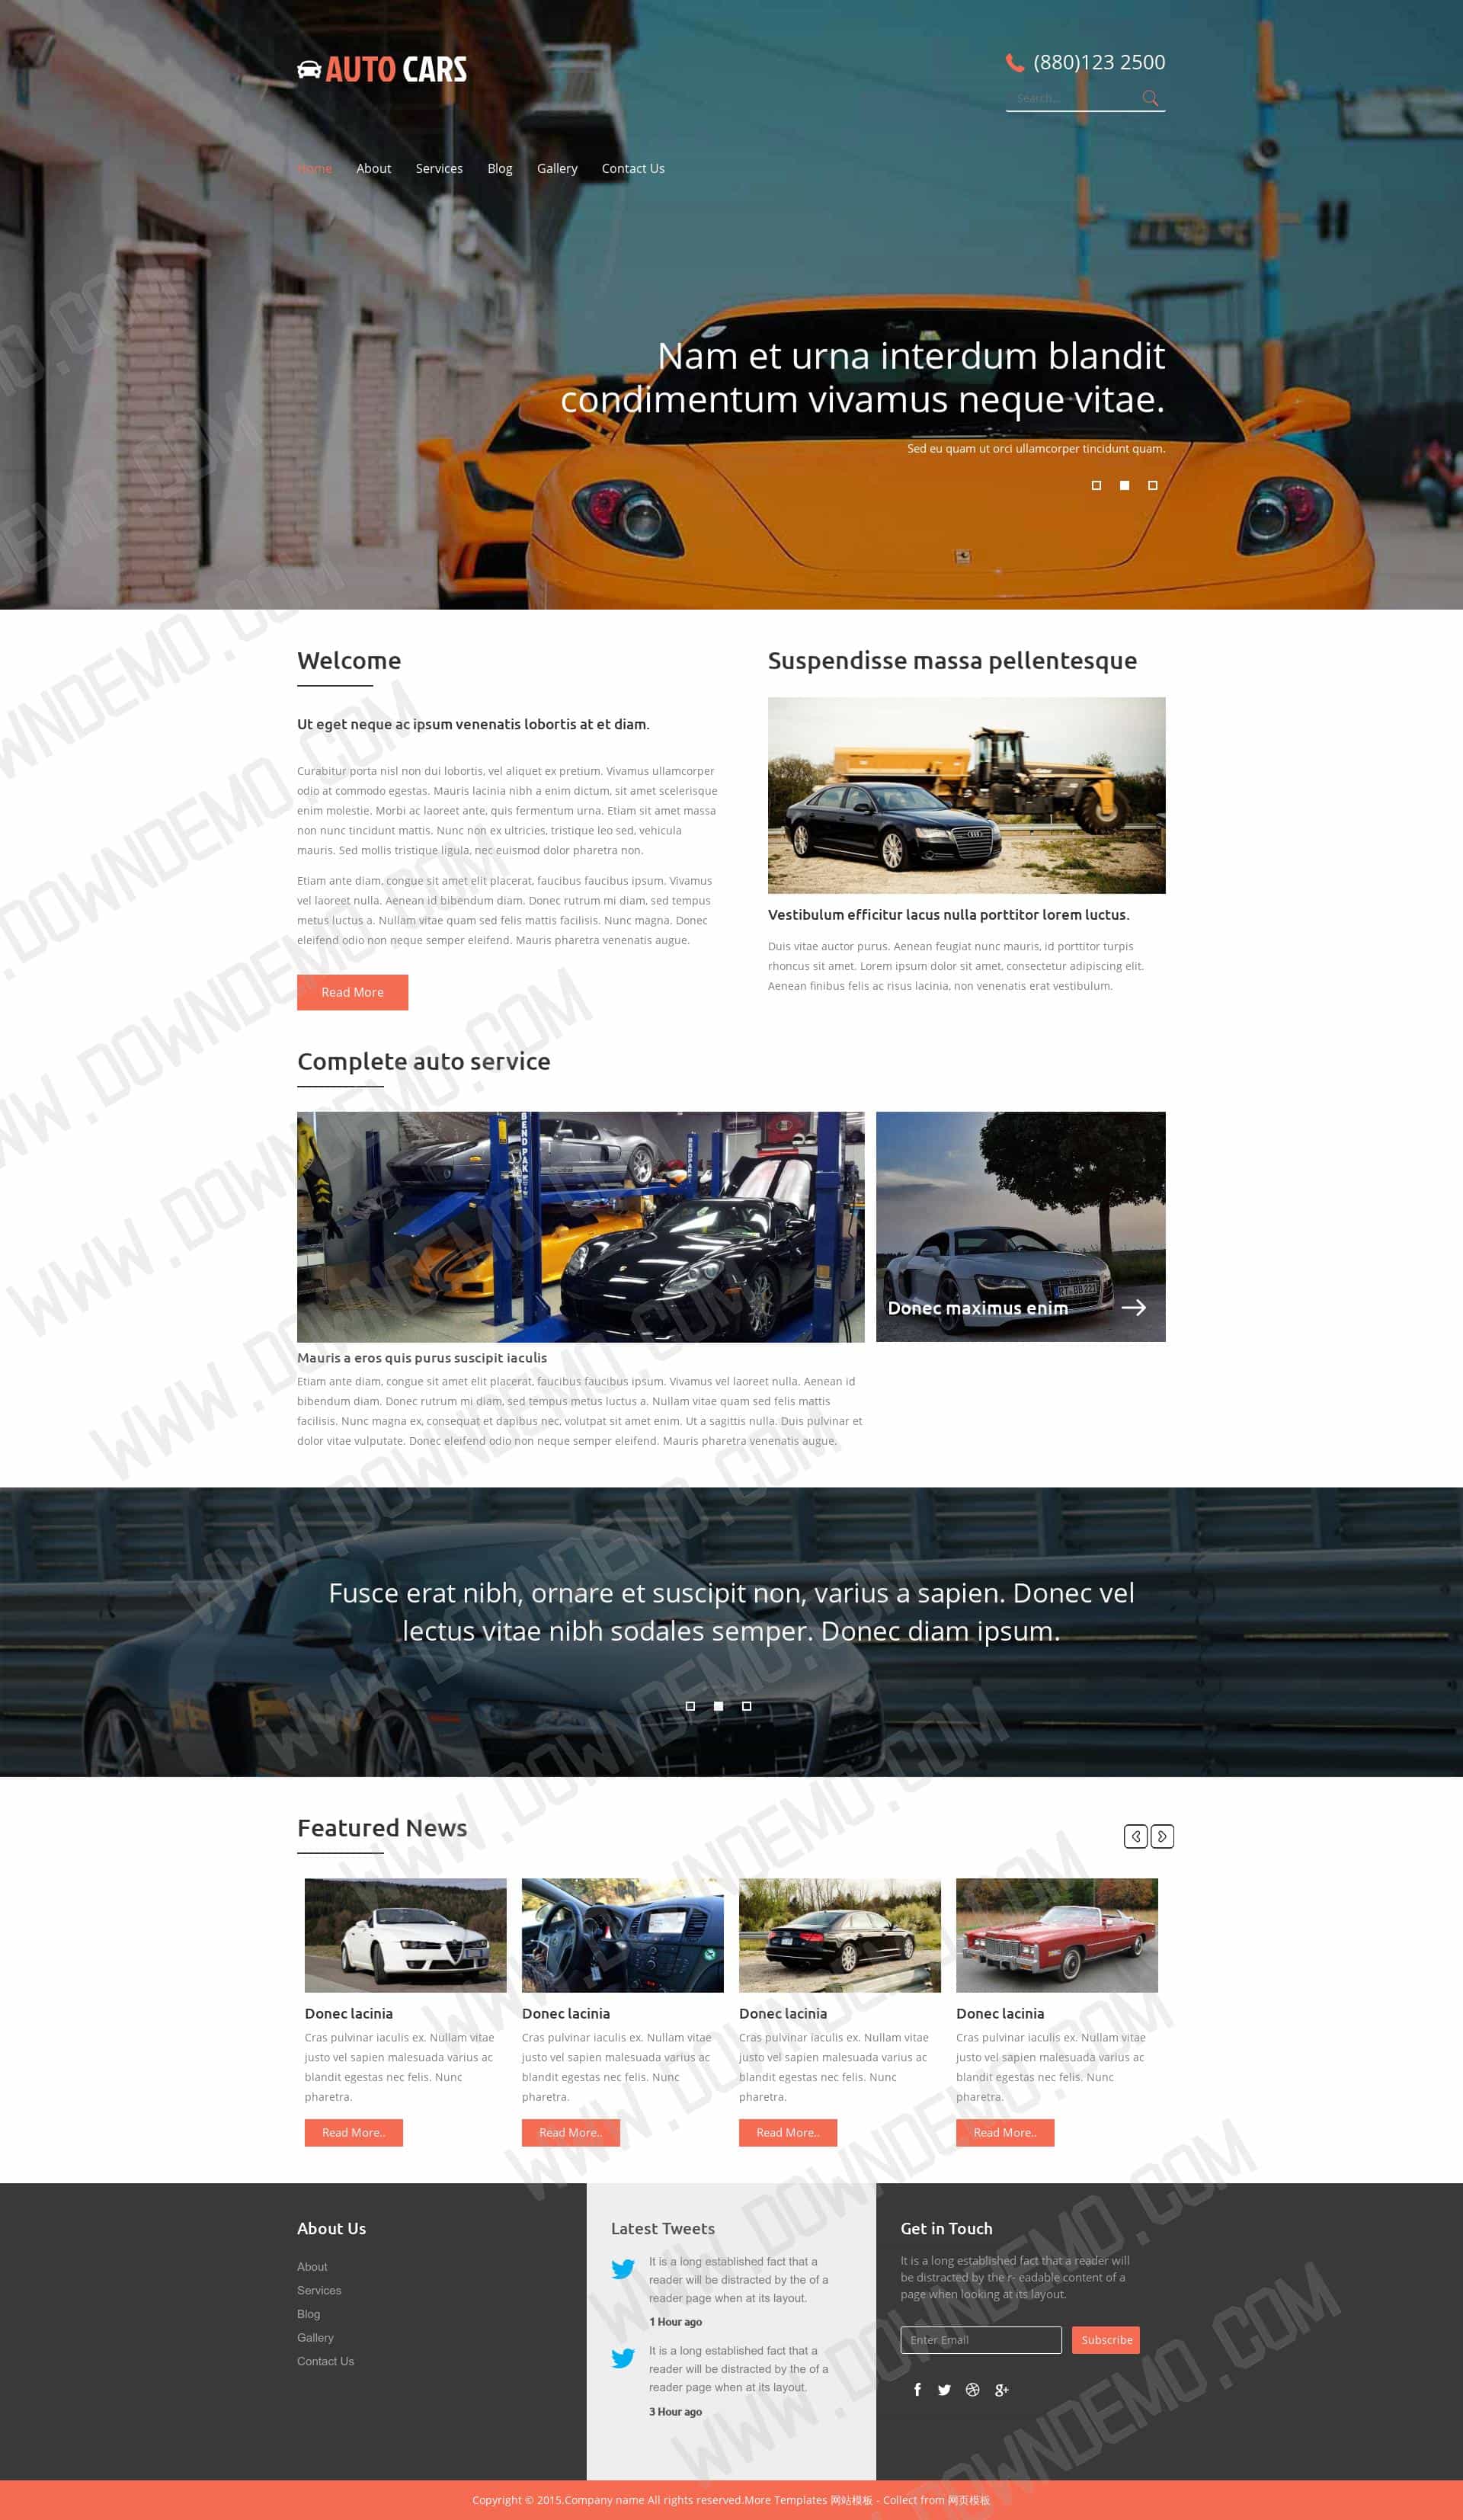 AUTO CARS
(880)123 2500
Search...
Home About Services Blog Gallery Contact Us
Nam et urna interdum blandit
condimentum vivamus neque vitae.
Sed eu quam ut orci ullamcorper tincidunt quam.
Welcome
Ut eget neque ac ipsum venenatis lobortis at et diam.
Curabitur porta nisl non dui lobortis, vel aliquet ex pretium. Vivamus ullamcorper
odio at commodo egestas. Mauris lacinia nibh a enim dictum, sit amet scelerisque
enim molestie. Morbi ac laoreet ante, quis fermentum urna. Etiam sit amet massa
non nunc tincidunt mattis. Nunc non ex ultricies, tristique leo sed, vehicula
mauris. Sed mollis tristique ligula, nec euismod dolor pharetra non.
Etiam ante diam, congue sit amet elit placerat, faucibus faucibus ipsum. Vivamus
vel laoreet nulla. Aenean id bibendum diam. Donec rutrum mi diam, sed tempus
metus luctus a. Nullam vitae quam sed felis mattis facilisis. Nunc magna. Donec
eleifend odio non neque semper eleifend. Mauris pharetra venenatis augue.
Read More
Suspendisse massa pellentesque
Vestibulum efficitur lacus nulla porttitor lorem luctus.
Duis vitae auctor purus. Aenean feugiat nunc mauris, id porttitor turpis
rhoncus sit amet. Lorem ipsum dolor sit amet, consectetur adipiscing elit.
Aenean finibus felis ac risus lacinia, non venenatis erat vestibulum.
Complete auto service
BENDPAK
BENDPAK
RT BB 221
Donec maximus enim
Mauris a eros quis purus suscipit iaculis
Etiam ante diam, congue sit amet elit placerat, faucibus faucibus ipsum. Vivamus vel laoreet nulla. Aenean id
bibendum diam. Donec rutrum mi diam, sed tempus metus luctus a. Nullam vitae quam sed felis mattis
facilisis. Nunc magna ex, consequat et dapibus nec, volutpat sit amet enim. Ut a sagittis nulla. Duis pulvinar et
dolor vitae vulputate. Donec eleifend odio non neque semper eleifend. Mauris pharetra venenatis augue.
Fusce erat nibh, ornare et suscipit non, varius a sapien. Donec vel
lectus vitae nibh sodales semper. Donec diam ipsum.
Featured News
Donec lacinia
Cras pulvinar iaculis ex. Nullam vitae
justo vel sapien malesuada varius ac
blandit egestas nec felis. Nunc
pharetra.
Read More..
Donec lacinia
Cras pulvinar iaculis ex. Nullam vitae
justo vel sapien malesuada varius ac
blandit egestas nec felis. Nunc
pharetra.
Read More..
Donec lacinia
Cras pulvinar iaculis ex. Nullam vitae
justo vel sapien malesuada varius ac
blandit egestas nec felis. Nunc
pharetra.
Read More..
Donec lacinia
Cras pulvinar iaculis ex. Nullam vitae
justo vel sapien malesuada varius ac
blandit egestas nec felis. Nunc
pharetra.
Read More..
About Us
About
Services
Blog
Gallery
Contact Us
Latest Tweets
It is a long established fact that a
reader will be distracted by the of a
reader page when at its layout.
1 Hour ago
It is a long established fact that a
reader will be distracted by the of a
reader page when at its layout.
3 Hour ago
Get in Touch
It is a long established fact that a reader will
be distracted by the r- eadable content of a
page when looking at its layout.
Enter Email
Subscribe
Copyright © 2015.Company name All rights reserved.More Templates 网站模板 - Collect from 网页模板
WWW.DOWNDEMO.COM